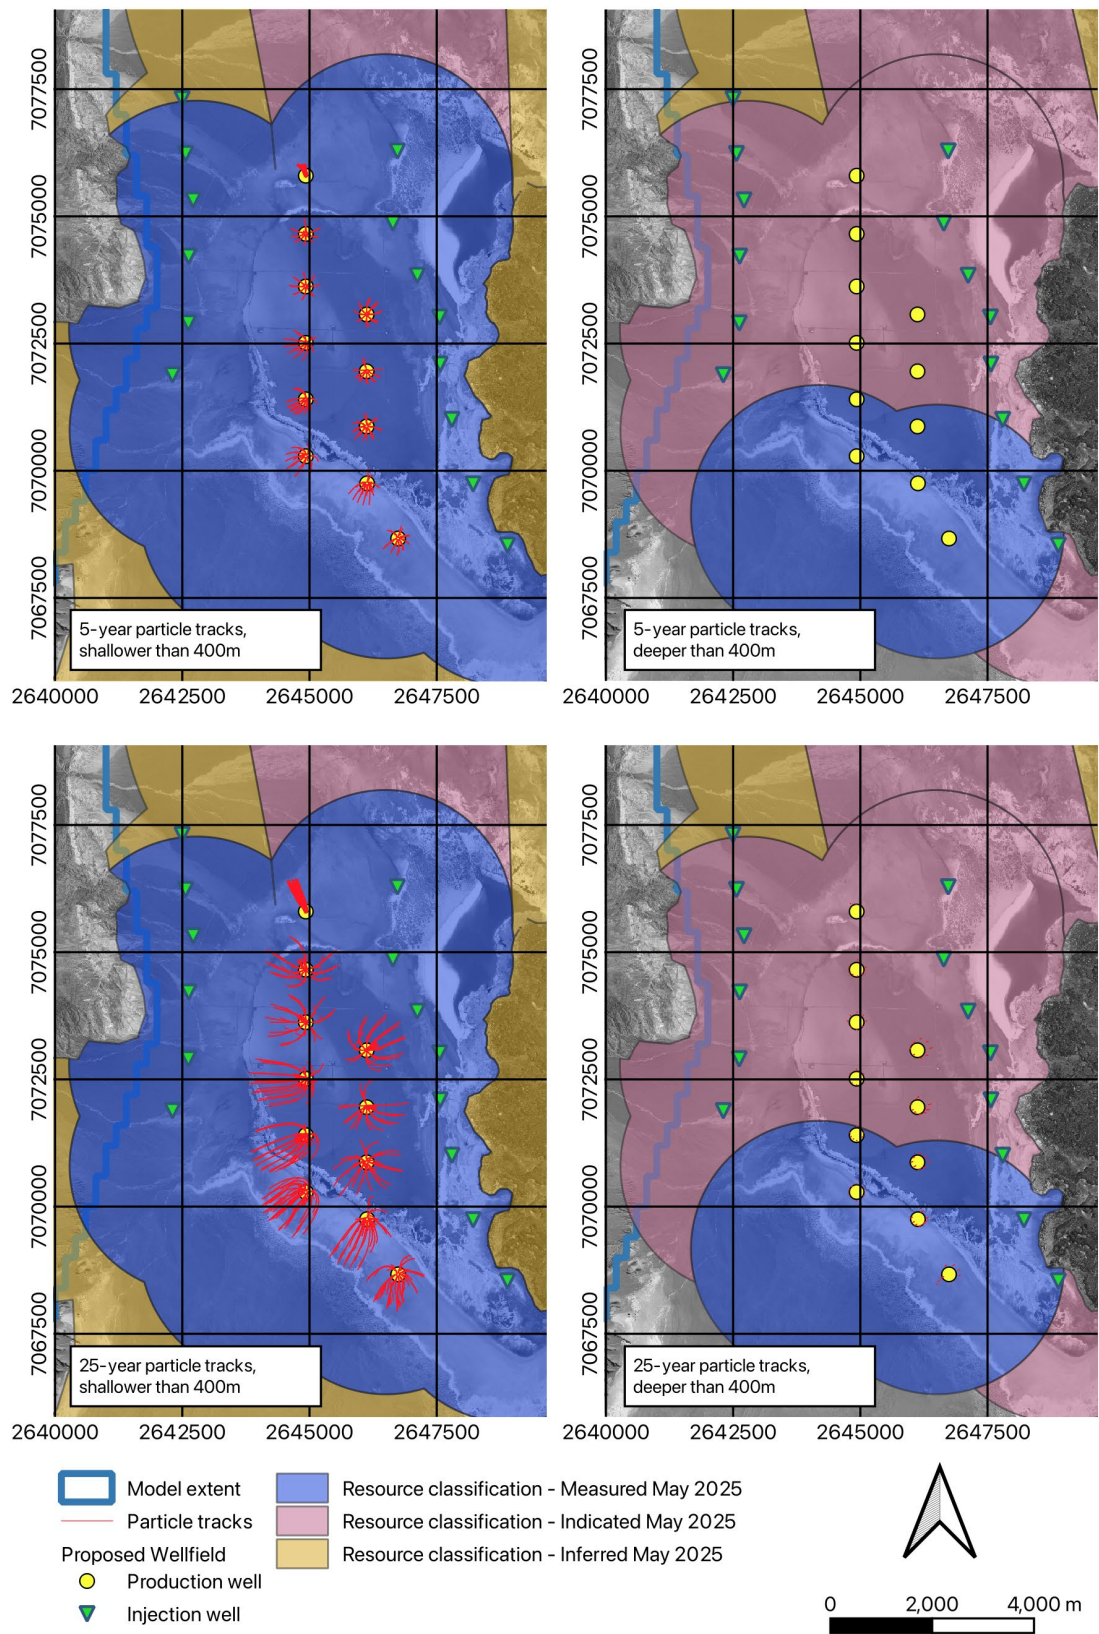 7077500
7075000
7072500
7070000
7067500
5-year particle tracks,
shallower than 400m
2640000 2642500 2645000 2647500
7077500
7075000
7072500
7070000
7067500
5-year particle tracks,
deeper than 400m
2640000 2642500 2645000 2647500
7077500
7075000
7072500
7070000
7067500
25-year particle tracks,
shallower than 400m
2640000 2642500 2645000 2647500
7077500
7075000
7072500
7070000
7067500
25-year particle tracks,
deeper than 400m
2640000 2642500 2645000 2647500
Model extent
Particle tracks
Proposed Wellfield
Production well
Injection well
Resource classification - Measured May 2025
Resource classification - Indicated May 2025
Resource classification - Inferred May 2025
0 2,000 4,000 m